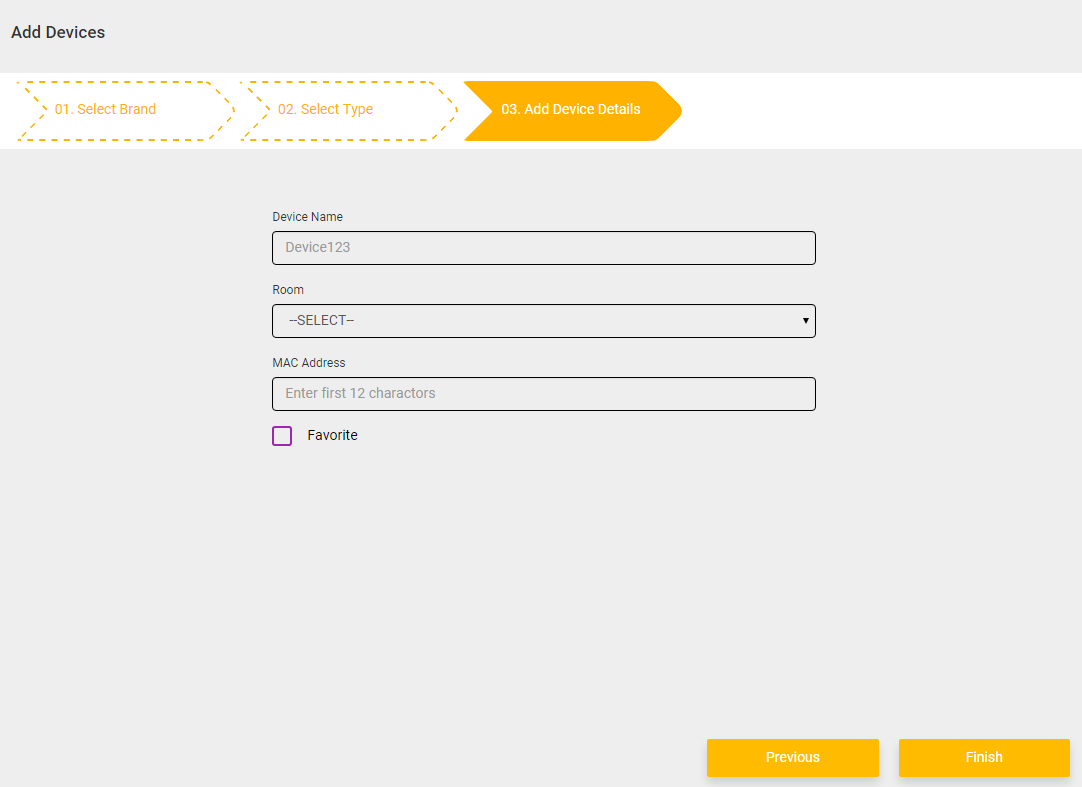 Add Devices
01. Select Brand
02. Select Type
03. Add Device Details
Device Name
Device123
Room
--SELECT--
MAC Address
Enter first 12 charactors
Favorite
Previous
Finish